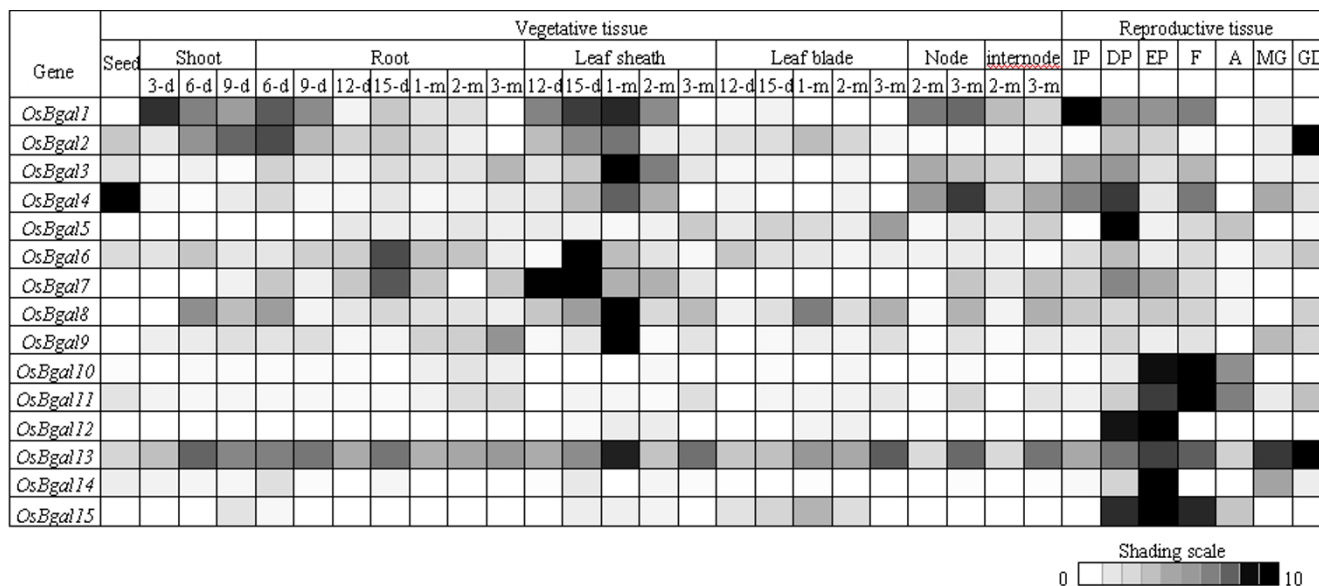 Vegetative tissue Reproductive tissue
Gene Seed Shoot Root Leaf sheath Leaf blade Node internode IP DP EP F A MG GD
3-d 6-d 9-d 6-d 9-d 12-d 15-d 1-m 2-m 3-m 12-d 15-d 1-m 2-m 3-m 12-d 15-d 1-m 2-m 3-m 2-m 3-m 2-m 3-m
OsBgal1
OsBgal2
OsBgal3
OsBgal4
OsBgal5
OsBgal6
OsBgal7
OsBgal8
OsBgal9
OsBgal10
OsBgal11
OsBgal12
OsBgal13
OsBgal14
OsBgal15
Shading scale
0 10